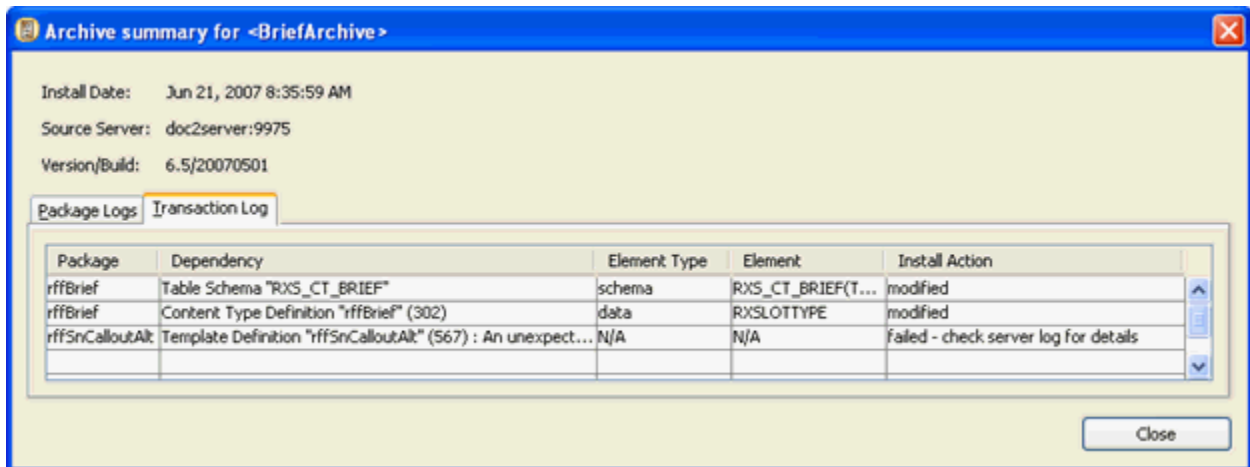 Archive summary for <BriefArchive>
Install Date: Jun 21, 2007 8:35:59 AM
Source Server: doc2server:9975
Version/Build: 6.5/20070501
Package Logs Transaction Log
Package Dependency Element Type Element Install Action
rffBrief Table Schema "RXS_CT_BRIEF" schema RXS_CT_BRIEF(T... modified
rffBrief Content Type Definition "rffBrief" (302) data RXSLOTTYPE modified
rffSnCalloutAlt Template Definition "rffSnCalloutAlt" (567) : An unexpect... N/A N/A failed - check server log for details
Close